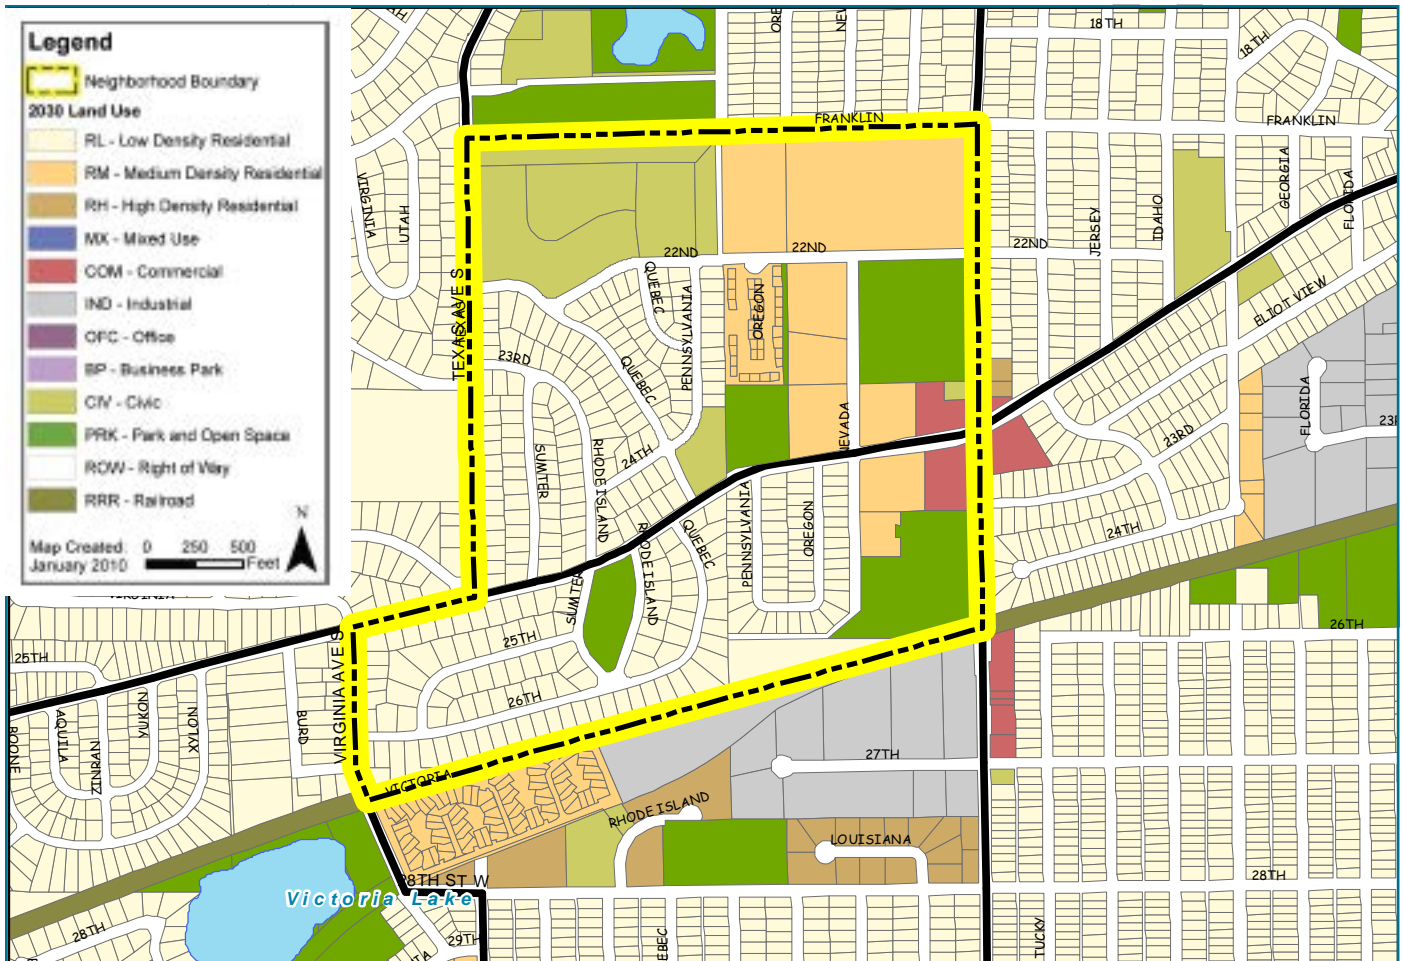 Legend
Neighborhood Boundary
2030 Land Use
RL - Low Density Residential
RM - Medium Density Residential
RH - High Density Residential
MX - Mixed Use
COM - Commercial
IND - Industrial
OFC - Office
BP - Business Park
CIV - Civic
PRK - Park and Open Space
ROW - Right of Way
RRR - Railroad
N
Map Created:
January 2010
0 250 500
Feet
18TH
18TH
FRANKLIN
FRANKLIN
VIRGINIA
UTAH
GEORGIA
FLORIDA
JERSEY
IDAHO
22ND
22ND
22ND
TEXAS AVE S
QUEBEC
PENNSYLVANIA
OREGON
ELIOT VIEW
23RD
QUEBEC
NEVADA
FLORIDA
23RD
SUMTER
RHODE ISLAND
24TH
PENNSYLVANIA
OREGON
QUEBEC
RHODE ISLAND
24TH
SUMTER
VIRGINIA
25TH
26TH
25TH
VIRGINIA AVE S
26TH
BOONE
AQUILA
ZINRAN
YUKON
XYLON
BURD
27TH
VICTORIA
RHODE ISLAND
LOUISIANA
28TH ST W
28TH
Victoria Lake
28TH
29TH